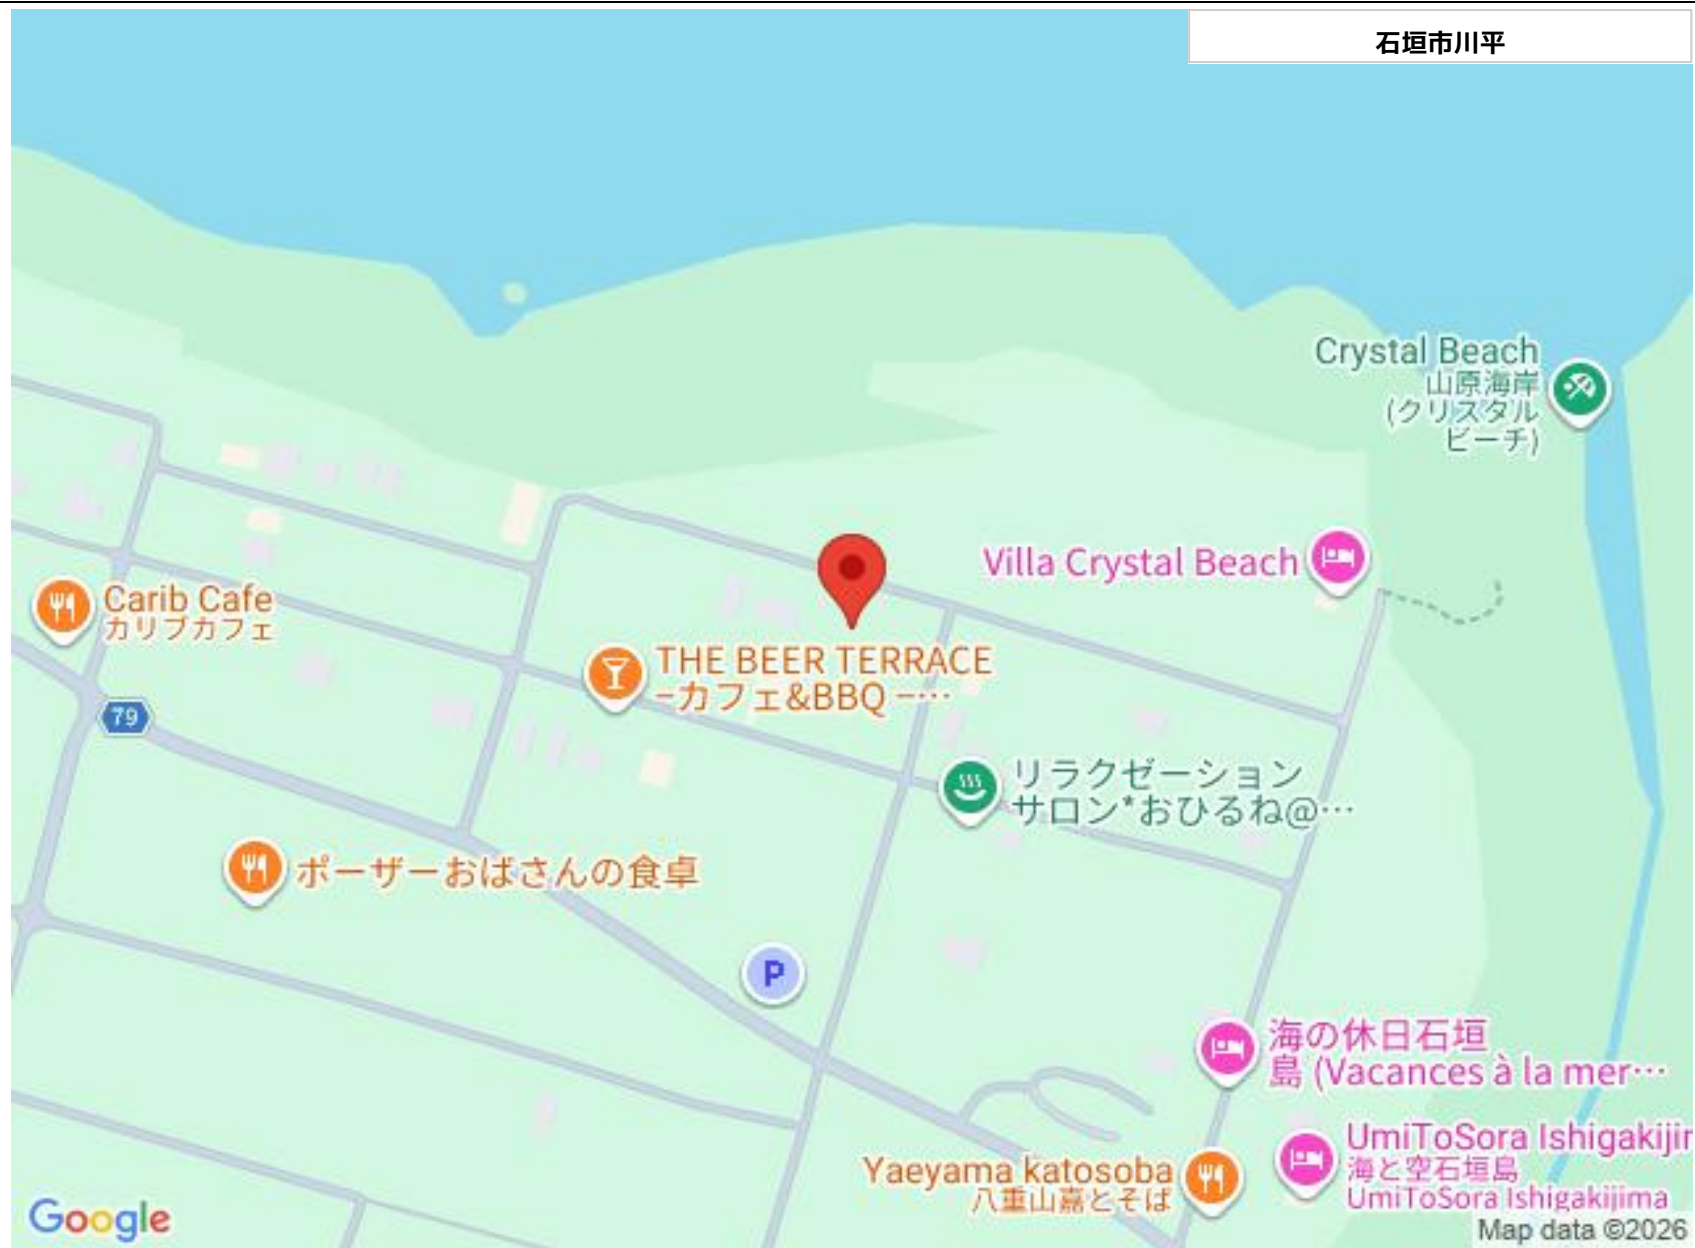 石垣市川平
Crystal Beach
山原海岸
(クリスタル
ビーチ)
Villa Crystal Beach
Carib Cafe
カリブカフェ
THE BEER TERRACE
−カフェ&BBQ −…
79
リラクゼーション
サロン*おひるね@…
ポーザーおばさんの食卓
P
海の休日石垣
島 (Vacances à la mer…
UmiToSora Ishigakijir
海と空石垣島
UmiToSora Ishigakijima
Yaeyama katosoba
八重山嘉とそば
Google
Map data ©2026